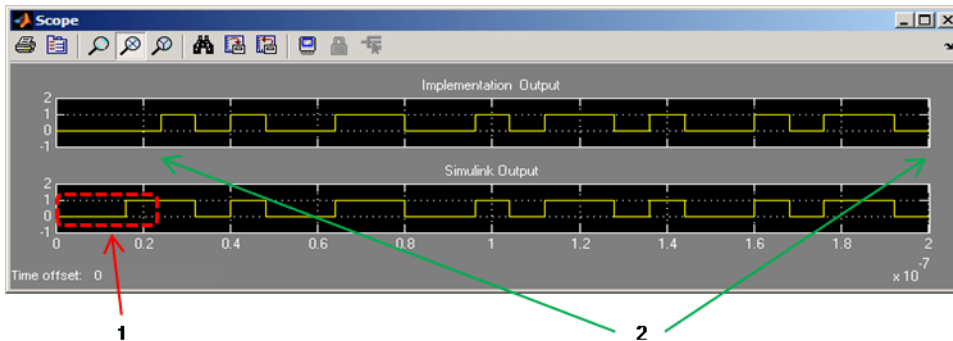 Scope
Implementation Output
2
1
0
-1
Simulink Output
2
1
0
-1
0 0.2 0.4 0.6 0.8 1 1.2 1.4 1.6 1.8 2
Time offset: 0
x 10
-7
1 2